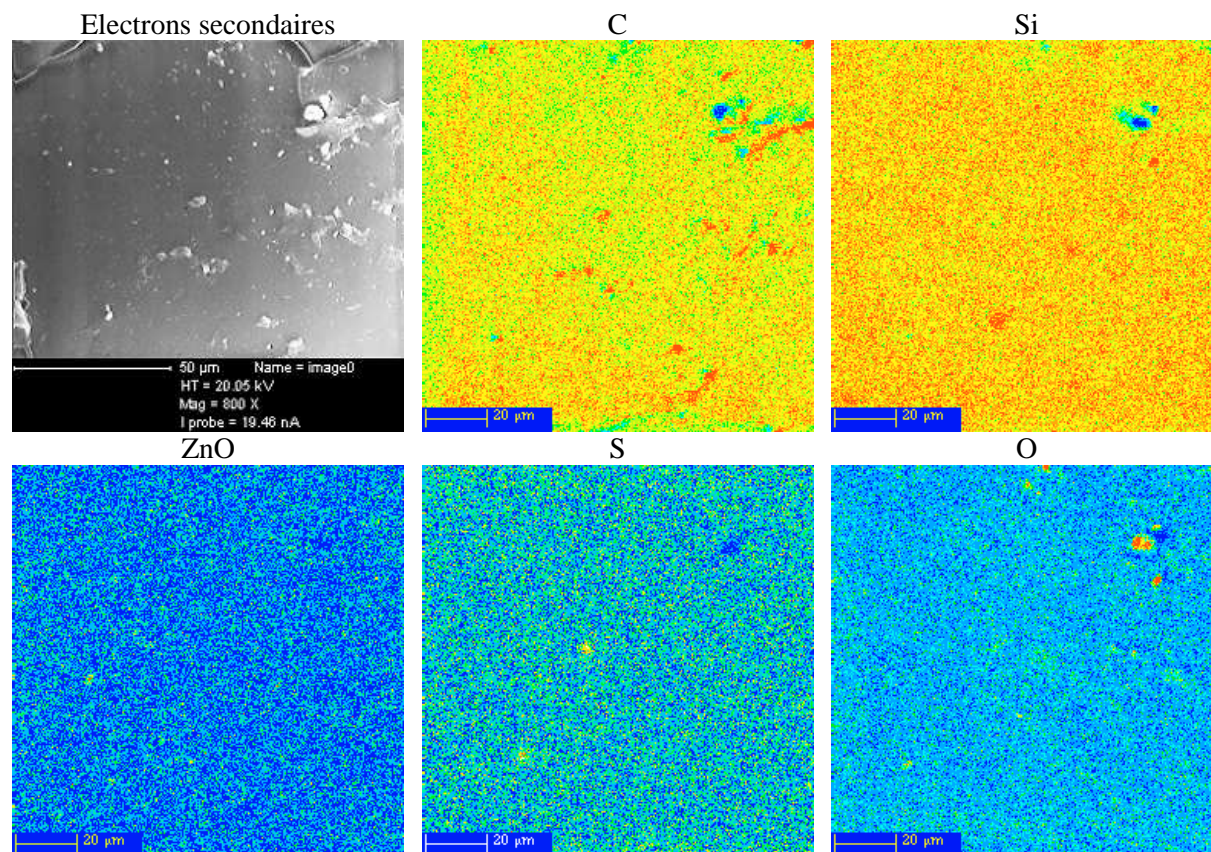 Electrons secondaires
C
Si
50 µm Name = image0
HT = 20.05 kV
Mag = 800 X
I probe = 19.46 nA
20 µm
20 µm
ZnO
S
O
20 µm
20 µm
20 µm